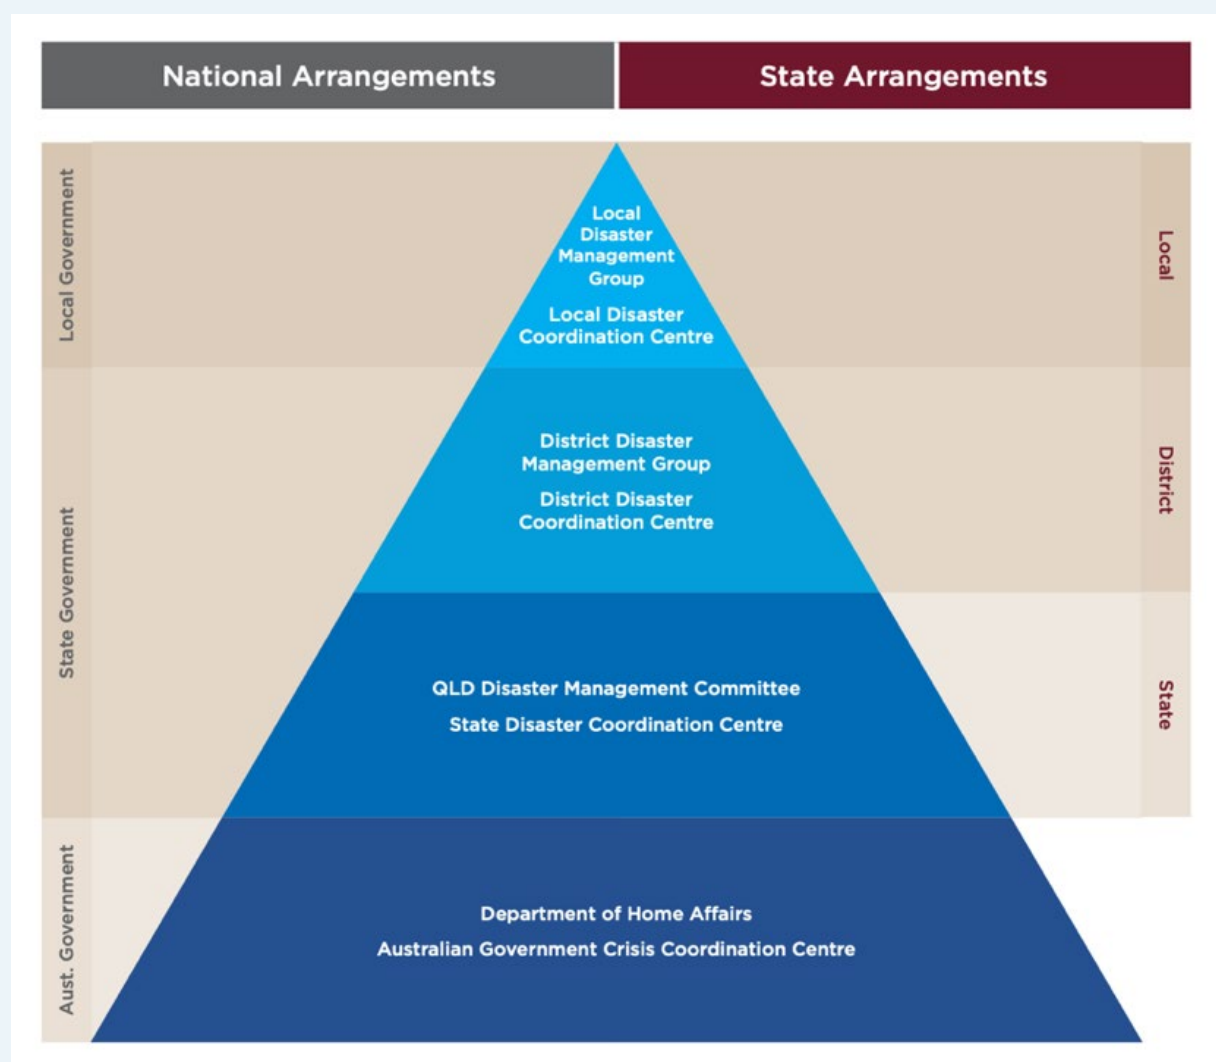 National Arrangements
State Arrangements
Local Government
Local
Disaster
Management
Group
Local Disaster
Coordination Centre
Local
State Government
District Disaster
Management Group
District Disaster
Coordination Centre
District
QLD Disaster Management Committee
State Disaster Coordination Centre
State
Aust. Government
Department of Home Affairs
Australian Government Crisis Coordination Centre